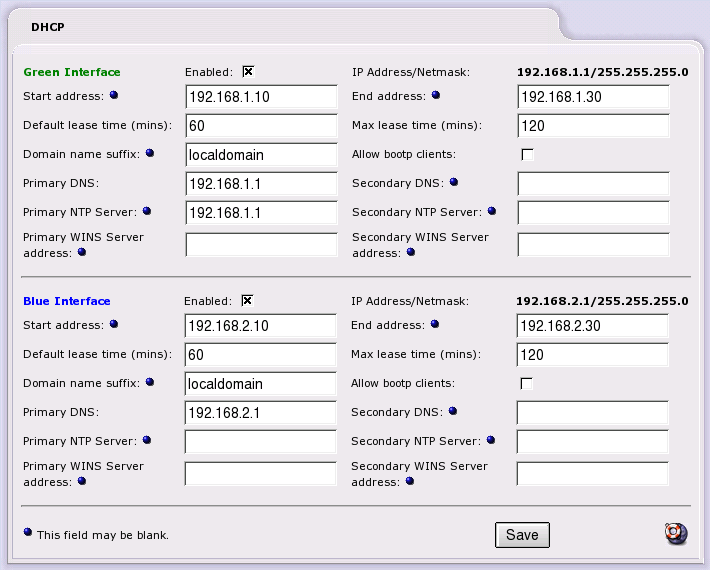 DHCP
Green Interface Enabled: IP Address/Netmask: 192.168.1.1/255.255.255.0
Start address: 192.168.1.10 End address: 192.168.1.30
Default lease time (mins): 60 Max lease time (mins): 120
Domain name suffix: localdomain Allow bootp clients:
Primary DNS: 192.168.1.1 Secondary DNS:
Primary NTP Server: 192.168.1.1 Secondary NTP Server:
Primary WINS Server address: Secondary WINS Server address:
Blue Interface Enabled: IP Address/Netmask: 192.168.2.1/255.255.255.0
Start address: 192.168.2.10 End address: 192.168.2.30
Default lease time (mins): 60 Max lease time (mins): 120
Domain name suffix: localdomain Allow bootp clients:
Primary DNS: 192.168.2.1 Secondary DNS:
Primary NTP Server: Secondary NTP Server:
Primary WINS Server address: Secondary WINS Server address:
This field may be blank. Save